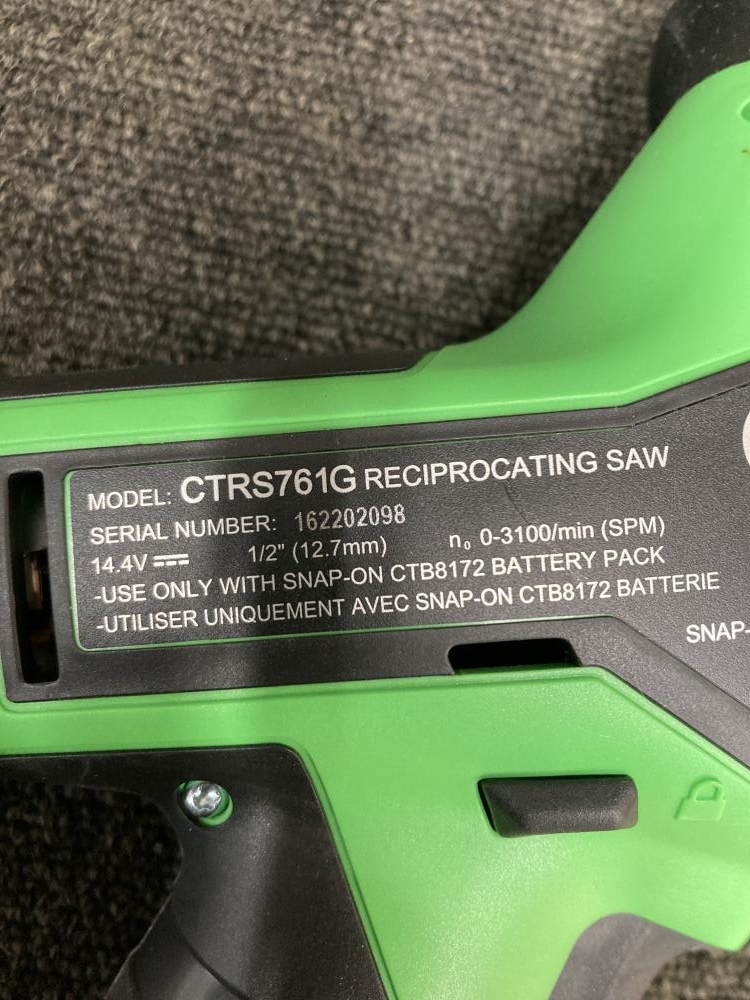 MODEL: CTRS761G RECIPROCATING SAW
SERIAL NUMBER: 162202098
14.4V 1/2" (12.7mm) n₀ 0-3100/min (SPM)
-USE ONLY WITH SNAP-ON CTB8172 BATTERY PACK
-UTILISER UNIQUEMENT AVEC SNAP-ON CTB8172 BATTERIE
SNAP-